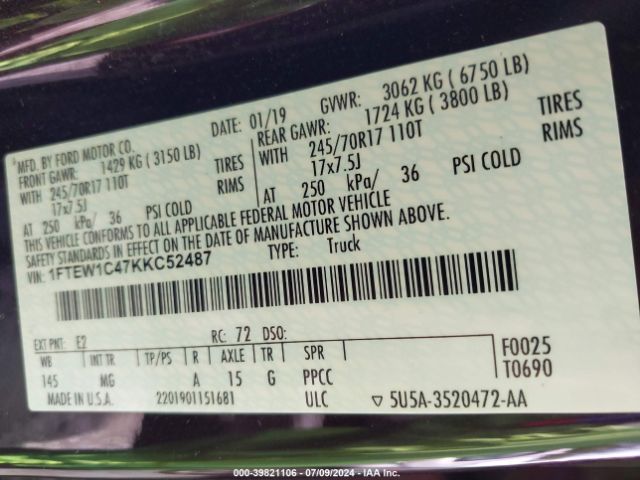 MFD. BY FORD MOTOR CO.
DATE: 01/19
GVWR: 3062 KG ( 6750 LB)
FRONT GAWR: 1429 KG ( 3150 LB)
REAR GAWR: 1724 KG ( 3800 LB)
WITH 245/70R17 110T TIRES
WITH 245/70R17 110T TIRES
17x7.5J RIMS
17x7.5J RIMS
AT 250 kPa/ 36 PSI COLD
AT 250 kPa/ 36 PSI COLD
THIS VEHICLE CONFORMS TO ALL APPLICABLE FEDERAL MOTOR VEHICLE
SAFETY STANDARDS IN EFFECT ON THE DATE OF MANUFACTURE SHOWN ABOVE.
VIN: 1FTEW1C47KKC52487
TYPE: Truck
EXT PNT: E2 RC: 72 DSO:
WB INT TR TP/PS R AXLE TR SPR
F0025
145 MG A 15 G PPCC
T0690
MADE IN U.S.A. 2201901151681 ULC ▽ 5U5A-3520472-AA
000-39821106 - 07/09/2024 - IAA Inc.